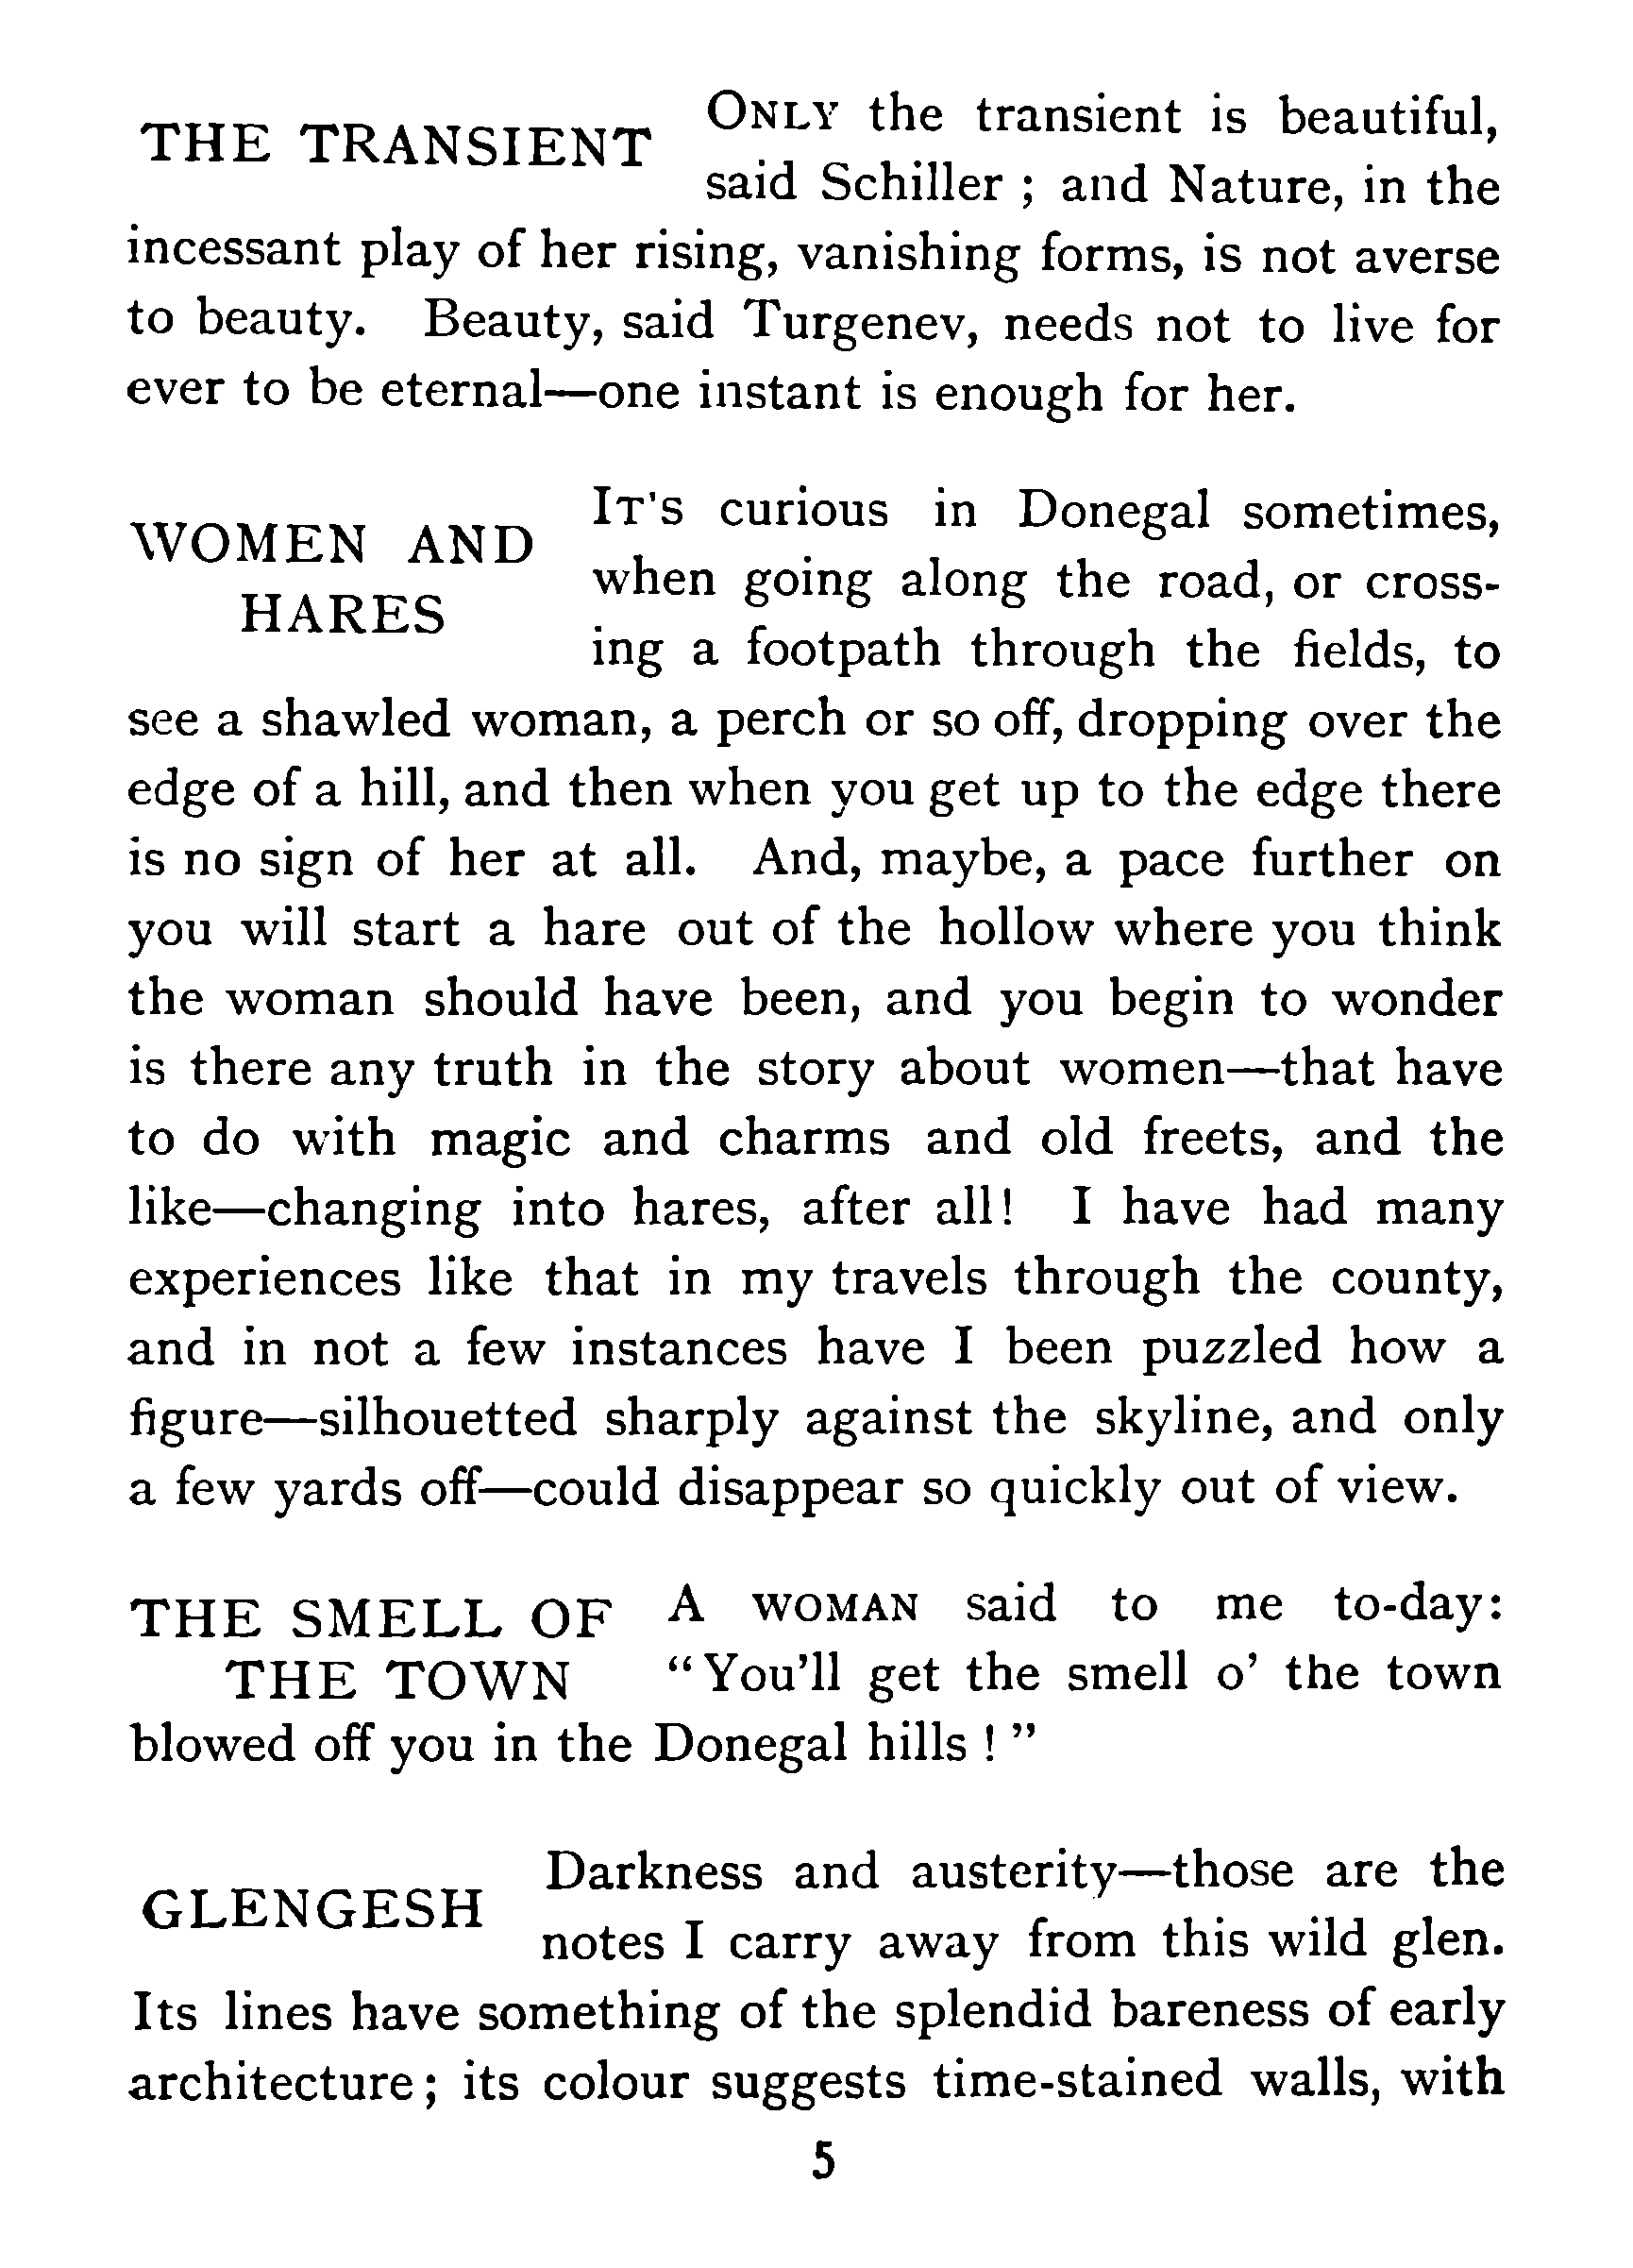 THE TRANSIENT
ONLY the transient is beautiful,
said Schiller ; and Nature, in the
incessant play of her rising, vanishing forms, is not averse
to beauty. Beauty, said Turgenev, needs not to live for
ever to be eternal—one instant is enough for her.
WOMEN AND
HARES
IT'S curious in Donegal sometimes,
when going along the road, or cross-
ing a footpath through the fields, to
see a shawled woman, a perch or so off, dropping over the
edge of a hill, and then when you get up to the edge there
is no sign of her at all. And, maybe, a pace further on
you will start a hare out of the hollow where you think
the woman should have been, and you begin to wonder
is there any truth in the story about women—that have
to do with magic and charms and old freets, and the
like—changing into hares, after all! I have had many
experiences like that in my travels through the county,
and in not a few instances have I been puzzled how a
figure—silhouetted sharply against the skyline, and only
a few yards off—could disappear so quickly out of view.
THE SMELL OF
THE TOWN
A WOMAN said to me to-day:
“You’ll get the smell o’ the town
blowed off you in the Donegal hills ! ”
GLENGESH
Darkness and austerity—those are the
notes I carry away from this wild glen.
Its lines have something of the splendid bareness of early
architecture; its colour suggests time-stained walls, with
5